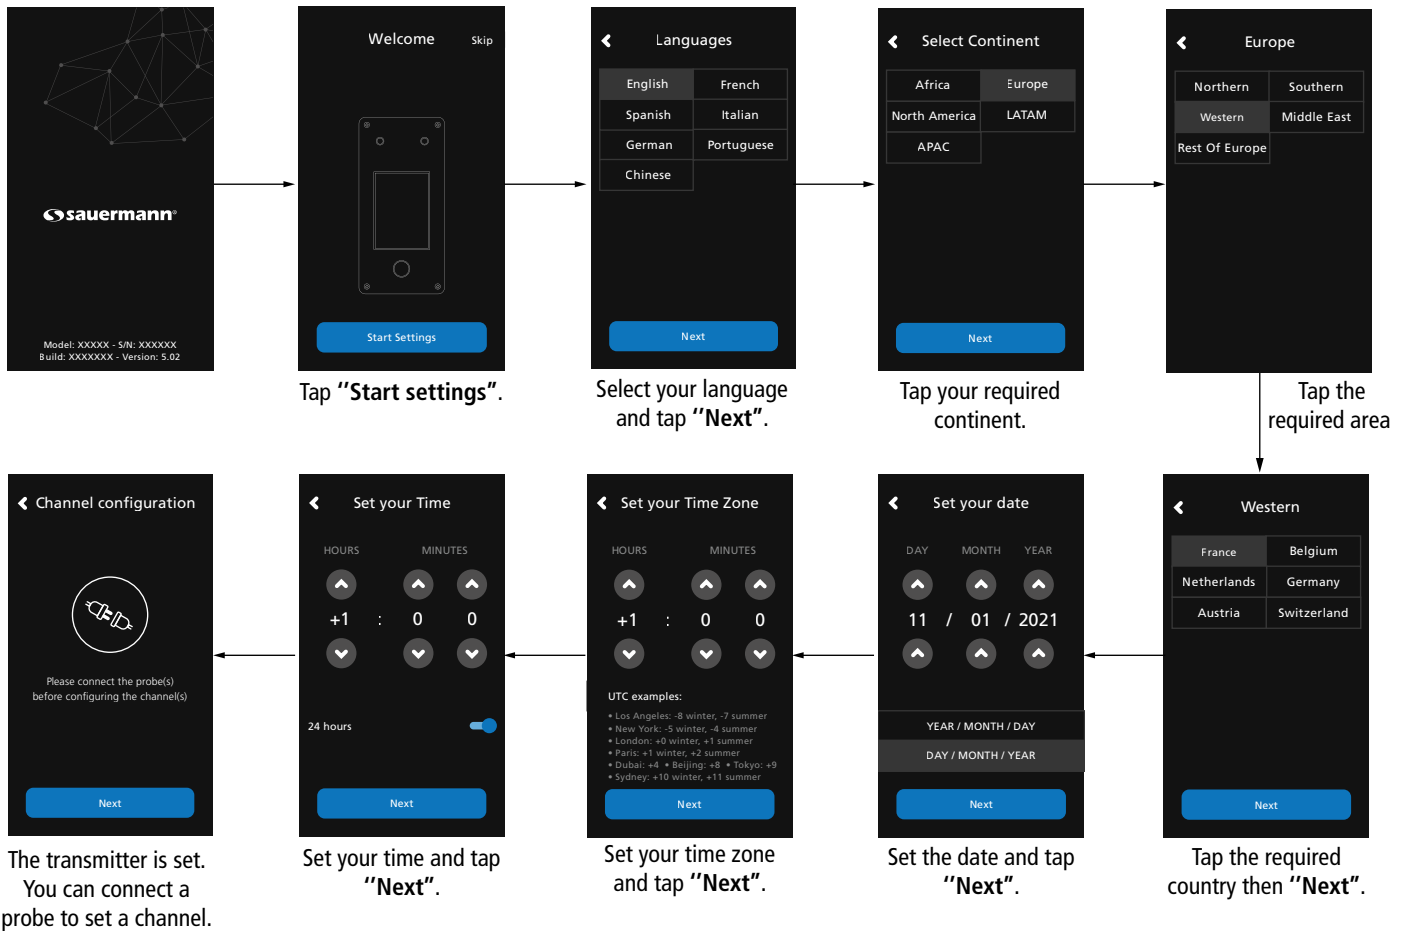 sauermann®
Model: XXXXX - S/N: XXXXXX
Build: XXXXXXX - Version: 5.02
Welcome
Skip
Start Settings
Tap ‘‘Start settings”.
Languages
English
French
Spanish
Italian
German
Portuguese
Chinese
Next
Select your language
and tap ‘‘Next”.
Select Continent
Africa
Europe
North America
LATAM
APAC
Next
Tap your required
continent.
Europe
Northern
Southern
Western
Middle East
Rest Of Europe
Tap the
required area
Western
France
Belgium
Netherlands
Germany
Austria
Switzerland
Next
Tap the required
country then ‘‘Next”.
Set your date
DAY MONTH YEAR
11 / 01 / 2021
YEAR / MONTH / DAY
DAY / MONTH / YEAR
Next
Set the date and tap
‘‘Next”.
Set your Time Zone
HOURS MINUTES
+1 : 0 0
UTC examples:
• Los Angeles: -8 winter, -7 summer
• New York: -5 winter, -4 summer
• London: +0 winter, +1 summer
• Paris: +1 winter, +2 summer
• Dubai: +4 • Beijing: +8 • Tokyo: +9
• Sydney: +10 winter, +11 summer
Next
Set your time zone
and tap ‘‘Next”.
Set your Time
HOURS MINUTES
+1 : 0 0
24 hours
Next
Set your time and tap
‘‘Next”.
Channel configuration
Please connect the probe(s)
before configuring the channel(s)
Next
The transmitter is set.
You can connect a
probe to set a channel.